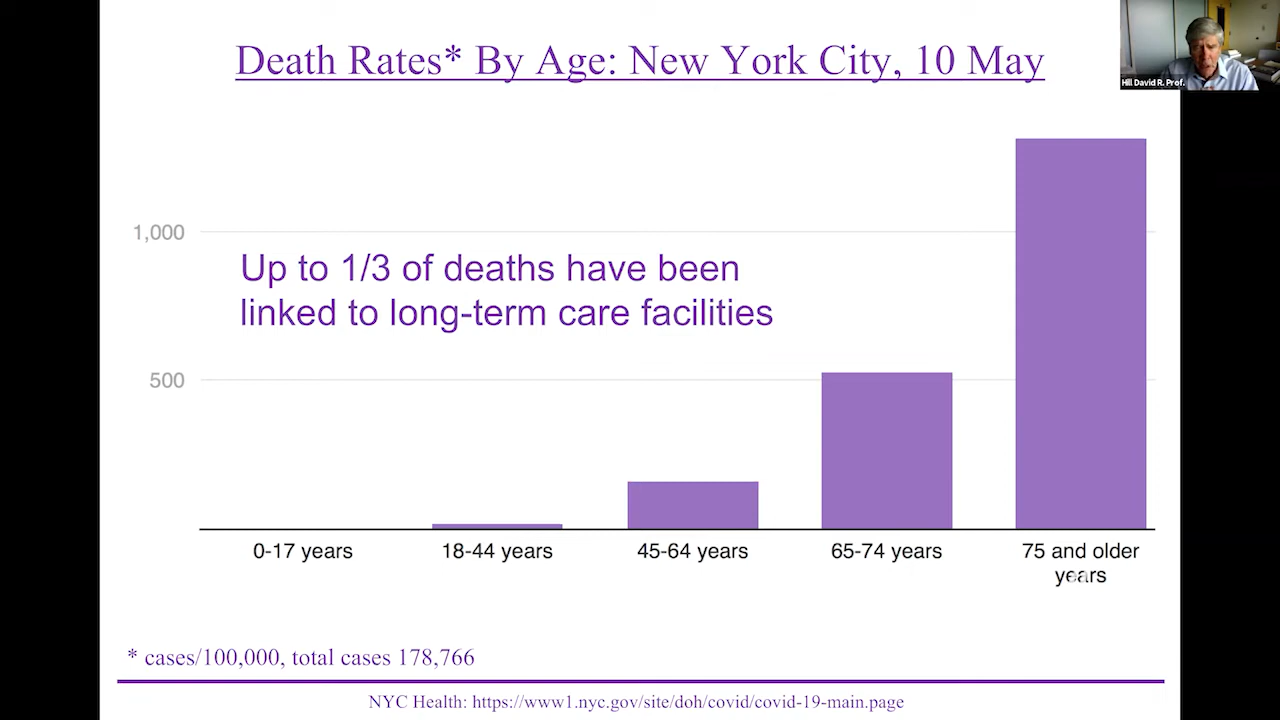 Death Rates* By Age: New York City, 10 May
Hill David R. Prof.
1,000
Up to 1/3 of deaths have been
linked to long-term care facilities
500
0-17 years
18-44 years
45-64 years
65-74 years
75 and older
years
* cases/100,000, total cases 178,766
NYC Health: https://www1.nyc.gov/site/doh/covid/covid-19-main.page